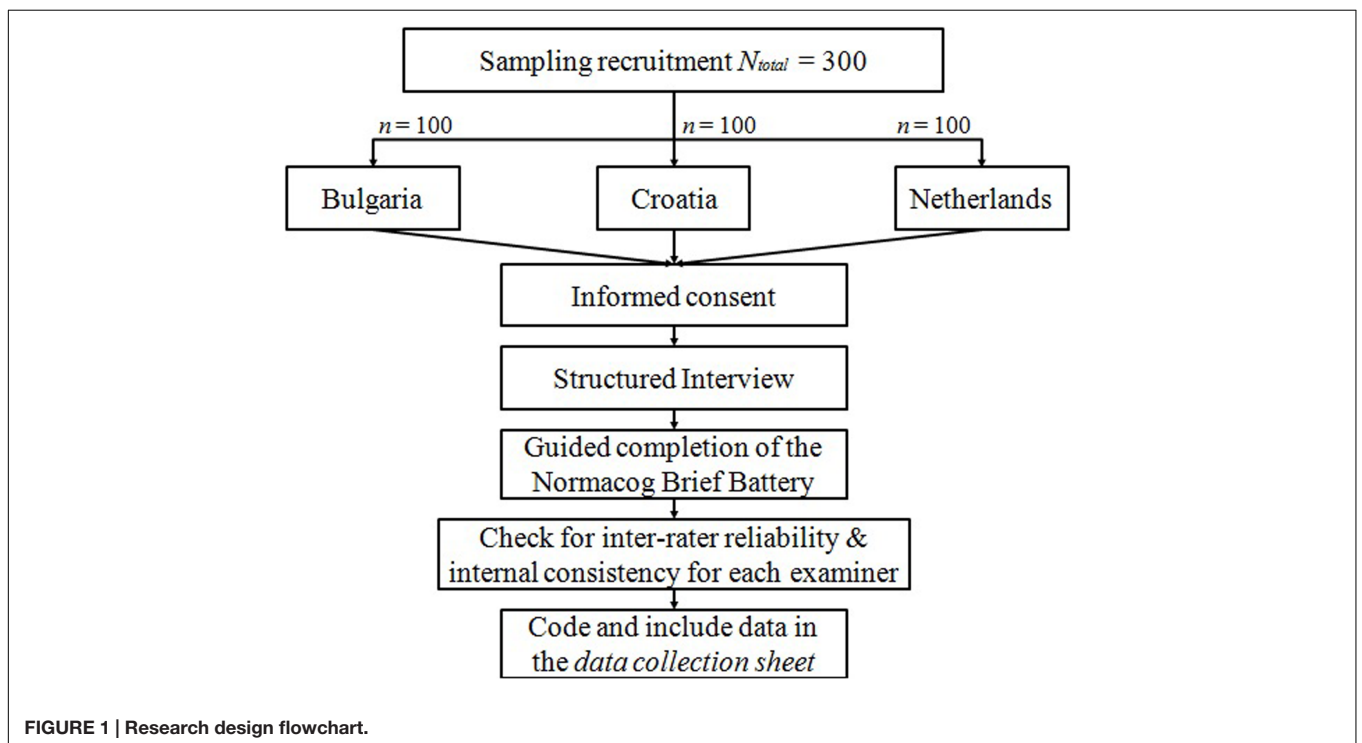 Sampling recruitment Ntotal = 300
n = 100
n = 100
n = 100
Bulgaria
Croatia
Netherlands
Informed consent
Structured Interview
Guided completion of the
Normacog Brief Battery
Check for inter-rater reliability &
internal consistency for each examiner
Code and include data in
the data collection sheet
FIGURE 1 | Research design flowchart.